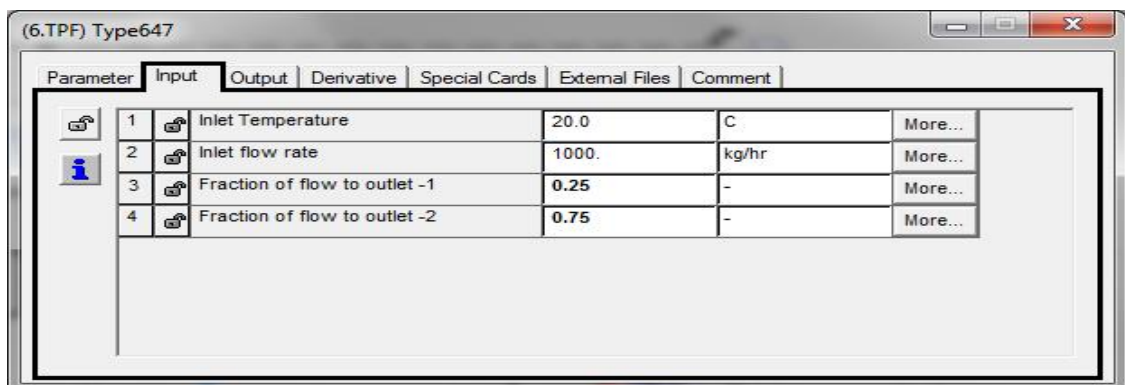 (6.TPF) Type647
Parameter Input Output Derivative Special Cards External Files Comment
1 Inlet Temperature 20.0 C More...
2 Inlet flow rate 1000. kg/hr More...
3 Fraction of flow to outlet -1 0.25 - More...
4 Fraction of flow to outlet -2 0.75 - More...